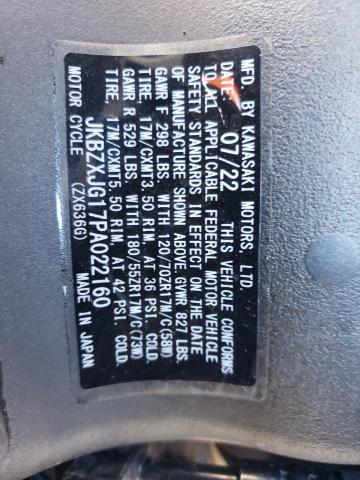 MFD. BY KAWASAKI MOTORS, LTD.
DATE: 07/22 THIS VEHICLE CONFORMS
TO ALL APPLICABLE FEDERAL MOTOR VEHICLE
SAFETY STANDARDS IN EFFECT ON THE DATE
OF MANUFACTURE SHOWN ABOVE. GVWR 827 LBS.
GAWR F 298 LBS. WITH 120/70ZR17M/C(58W)
TIRE, 17M/CXMT3.50 RIM, AT 36 PSI. COLD.
GAWR R 529 LBS. WITH 180/55ZR17M/C(73W)
TIRE, 17M/CXMT5.50 RIM, AT 42 PSI. COLD.
JKBZXJG17PA022160
MOTOR CYCLE (ZX636G) MADE IN JAPAN